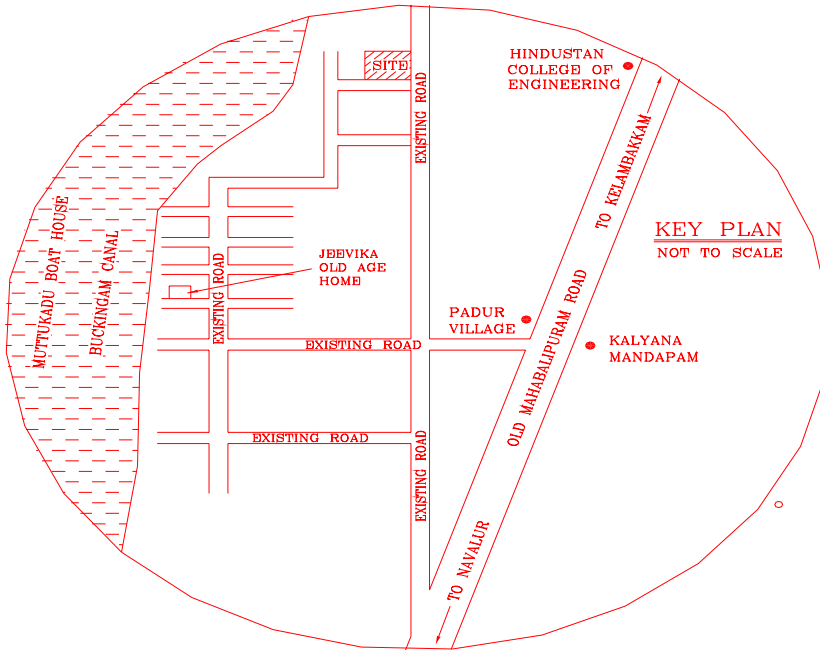 HINDUSTAN
COLLEGE OF
ENGINEERING
SITE
EXISTING ROAD
TO KELAMBAKKAM
KEY PLAN
NOT TO SCALE
MUTTUKADU BOAT HOUSE
BUCKINGAM CANAL
EXISTING ROAD
JEEVIKA
OLD AGE
HOME
PADUR
VILLAGE
OLD MAHABALIPURAM ROAD
KALYANA
MANDAPAM
EXISTING ROAD
EXISTING ROAD
EXISTING ROAD
TO NAVALUR